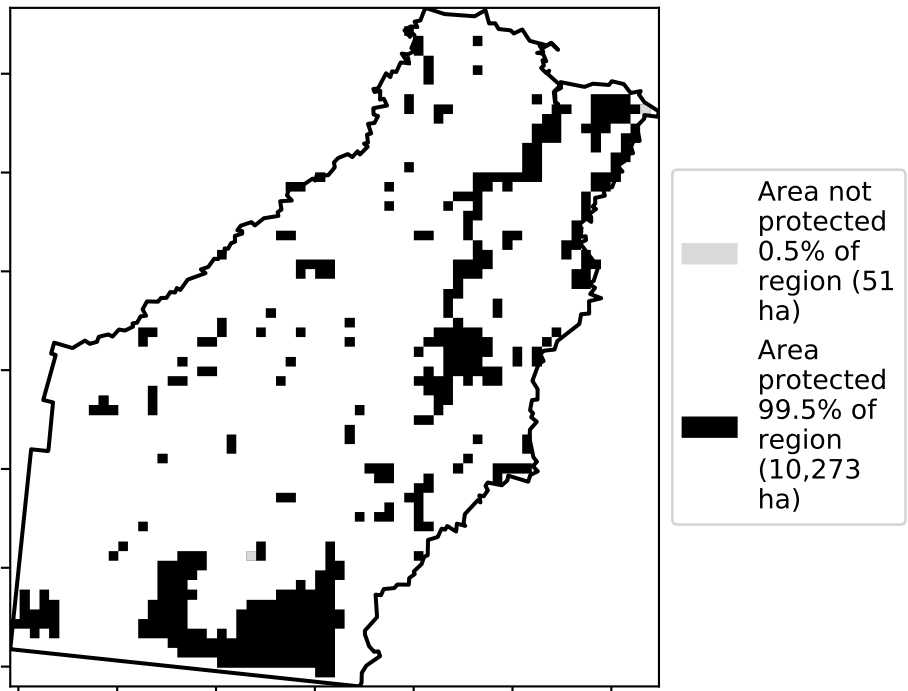 Area not
protected
0.5% of
region (51
ha)
Area
protected
99.5% of
region
(10,273
ha)